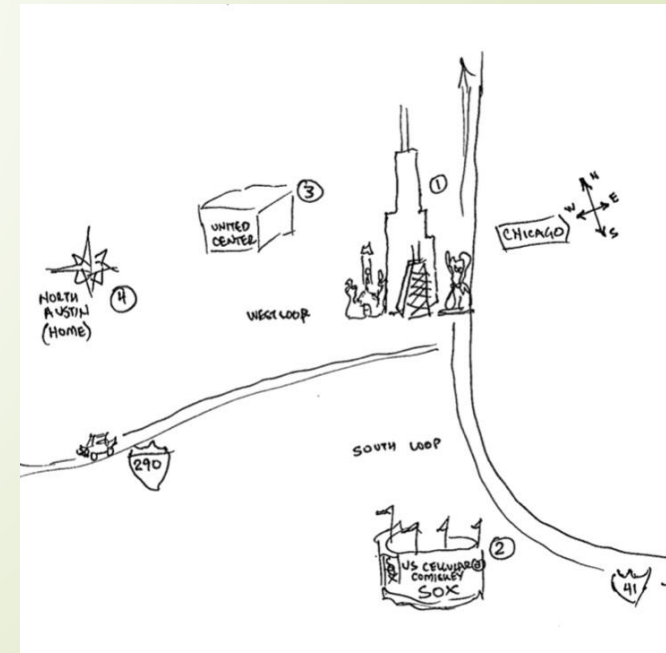 N
①
③
W
E
UNITED
CENTER
CHICAGO
S
NORTH
AUSTIN
(HOME)
④
WEST LOOP
SOUTH LOOP
290
②
US CELLULAR
COMISKEY
SOX
41